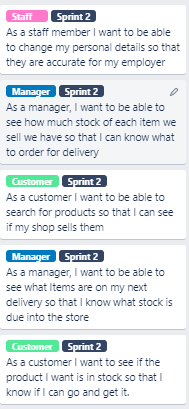 Staff Sprint 2
As a staff member I want to be able
to change my personal details so that
they are accurate for my employer
Manager Sprint 2
As a manager, I want to be able to
see how much stock of each item we
sell we have so that I can know what
to order for delivery
Customer Sprint 2
As a customer I want to be able to
search for products so that I can see
if my shop sells them
Manager Sprint 2
As a manager, I want to be able to
see what items are on my next
delivery so that I know what stock is
due into the store
Customer Sprint 2
As a customer I want to see if the
product I want is in stock so that I
know if I can go and get it.